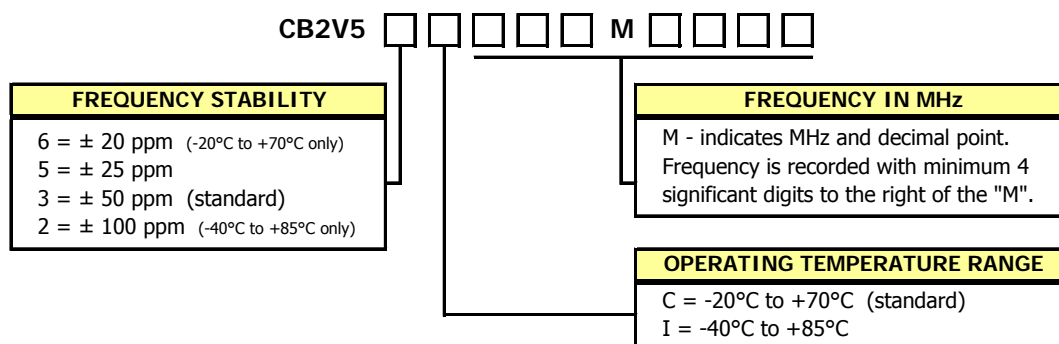 CB2V5 M
FREQUENCY STABILITY
6 = ± 20 ppm (-20°C to +70°C only)
5 = ± 25 ppm
3 = ± 50 ppm (standard)
2 = ± 100 ppm (-40°C to +85°C only)
FREQUENCY IN MHz
M - indicates MHz and decimal point.
Frequency is recorded with minimum 4
significant digits to the right of the "M".
OPERATING TEMPERATURE RANGE
C = -20°C to +70°C (standard)
I = -40°C to +85°C